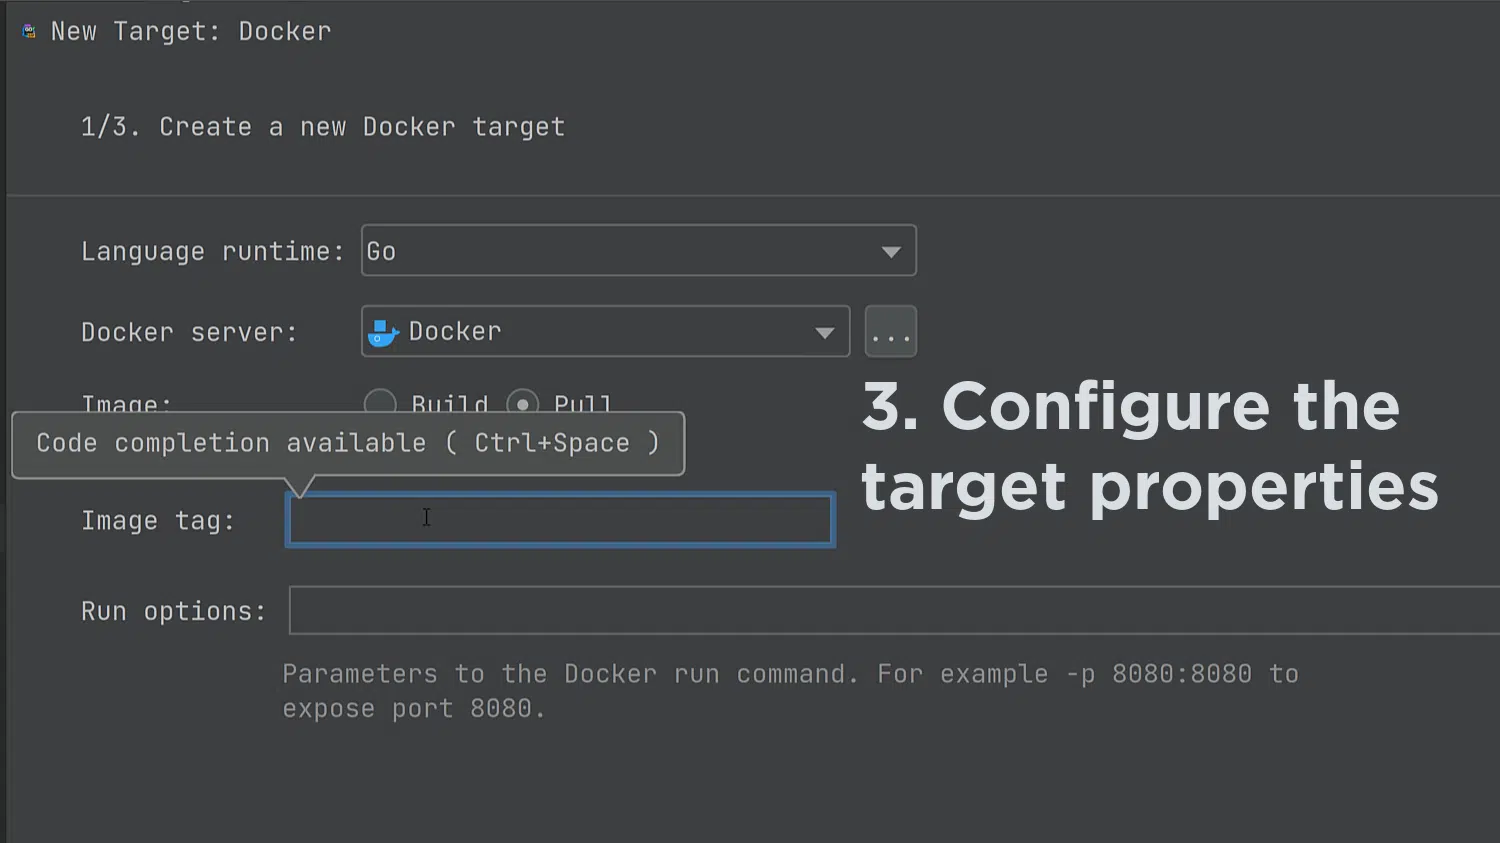 New Target: Docker
1/3. Create a new Docker target
Language runtime: Go
Docker server: Docker ...
Image: Build Pull
3. Configure the
target properties
Code completion available ( Ctrl+Space )
Image tag:
Run options:
Parameters to the Docker run command. For example -p 8080:8080 to
expose port 8080.